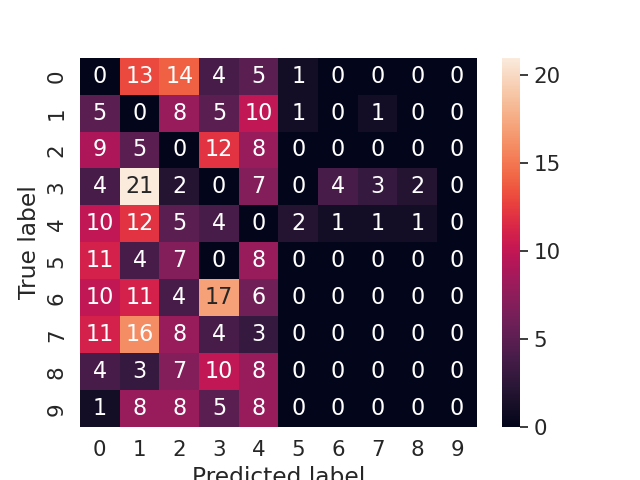 0 0 13 14 4 5 1 0 0 0 0 20
1 5 0 8 5 10 1 0 1 0 0
2 9 5 0 12 8 0 0 0 0 0 15
3 4 21 2 0 7 0 4 3 2 0
4 10 12 5 4 0 2 1 1 1 0 10
5 11 4 7 0 8 0 0 0 0 0
6 10 11 4 17 6 0 0 0 0 0
7 11 16 8 4 3 0 0 0 0 0 5
8 4 3 7 10 8 0 0 0 0 0
9 1 8 8 5 8 0 0 0 0 0 0
True label
0 1 2 3 4 5 6 7 8 9
Predicted label